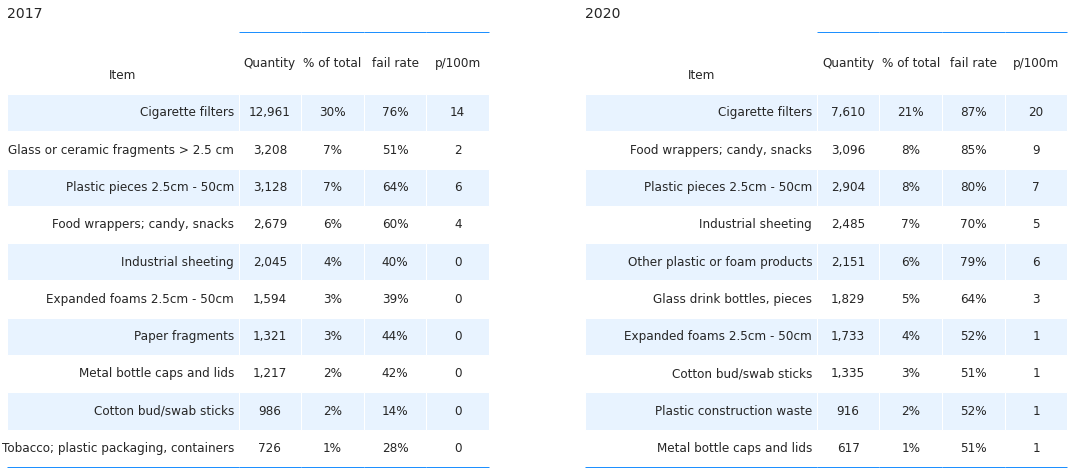 2017
Item Quantity % of total fail rate p/100m
Cigarette filters 12,961 30% 76% 14
Glass or ceramic fragments > 2.5 cm 3,208 7% 51% 2
Plastic pieces 2.5cm - 50cm 3,128 7% 64% 6
Food wrappers; candy, snacks 2,679 6% 60% 4
Industrial sheeting 2,045 4% 40% 0
Expanded foams 2.5cm - 50cm 1,594 3% 39% 0
Paper fragments 1,321 3% 44% 0
Metal bottle caps and lids 1,217 2% 42% 0
Cotton bud/swab sticks 986 2% 14% 0
Tobacco; plastic packaging, containers 726 1% 28% 0
2020
Item Quantity % of total fail rate p/100m
Cigarette filters 7,610 21% 87% 20
Food wrappers; candy, snacks 3,096 8% 85% 9
Plastic pieces 2.5cm - 50cm 2,904 8% 80% 7
Industrial sheeting 2,485 7% 70% 5
Other plastic or foam products 2,151 6% 79% 6
Glass drink bottles, pieces 1,829 5% 64% 3
Expanded foams 2.5cm - 50cm 1,733 4% 52% 1
Cotton bud/swab sticks 1,335 3% 51% 1
Plastic construction waste 916 2% 52% 1
Metal bottle caps and lids 617 1% 51% 1